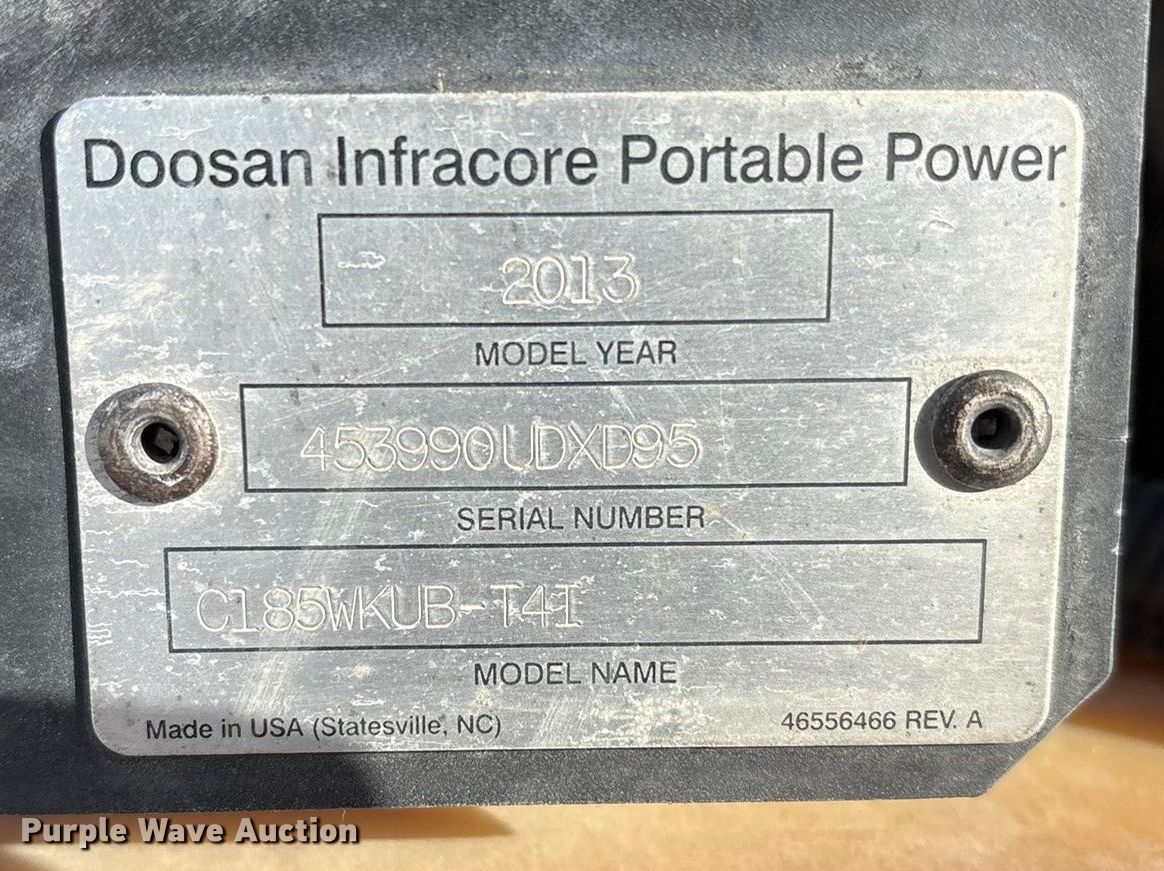 Doosan Infracore Portable Power
2013
MODEL YEAR
453990UDXD95
SERIAL NUMBER
C185WKUB-T4I
MODEL NAME
Made in USA (Statesville, NC)
46556466 REV. A
Purple Wave Auction